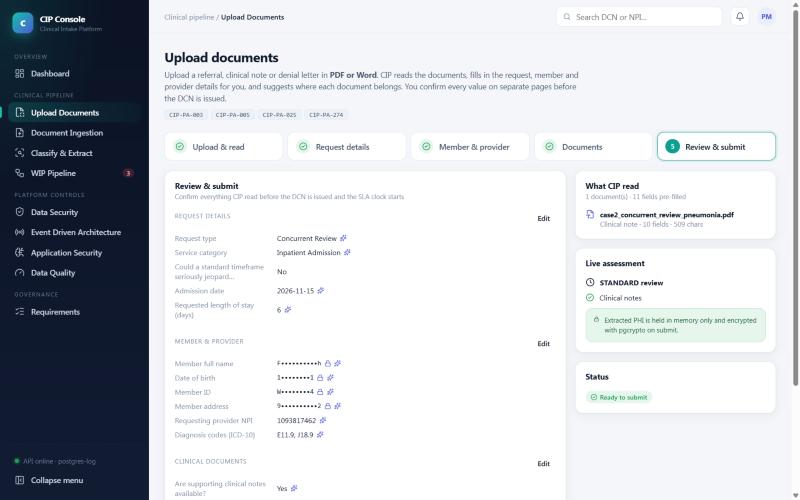 c
CIP Console
Clinical Intake Platform
OVERVIEW
Dashboard
CLINICAL PIPELINE
Upload Documents
Document Ingestion
Classify & Extract
WIP Pipeline 3
PLATFORM CONTROLS
Data Security
Event Driven Architecture
Application Security
Data Quality
GOVERNANCE
Requirements
API online · postgres-log
Collapse menu
Clinical pipeline / Upload Documents
Search DCN or NPI...
PM
Upload documents
Upload a referral, clinical note or denial letter in PDF or Word. CIP reads the documents, fills in the request, member and
provider details for you, and suggests where each document belongs. You confirm every value on separate pages before
the DCN is issued.
CIP-PA-003 CIP-PA-005 CIP-PA-025 CIP-PA-274
Upload & read
Request details
Member & provider
Documents
5 Review & submit
Review & submit
Confirm everything CIP read before the DCN is issued and the SLA clock starts
REQUEST DETAILS Edit
Request type Concurrent Review
Service category Inpatient Admission
Could a standard timeframe
seriously jeopard... No
Admission date 2026-11-15
Requested length of stay
(days) 6
MEMBER & PROVIDER Edit
Member full name F••••••••••h
Date of birth 1••••••••1
Member ID W••••••••4
Member address 9••••••••••2
Requesting provider NPI 1093817462
Diagnosis codes (ICD-10) E11.9, J18.9
CLINICAL DOCUMENTS Edit
Are supporting clinical notes
available? Yes
What CIP read
1 document(s) · 11 fields pre-filled
case2_concurrent_review_pneumonia.pdf
Clinical note · 10 fields · 509 chars
Live assessment
STANDARD review
Clinical notes
Extracted PHI is held in memory only and encrypted
with pgcrypto on submit.
Status
Ready to submit